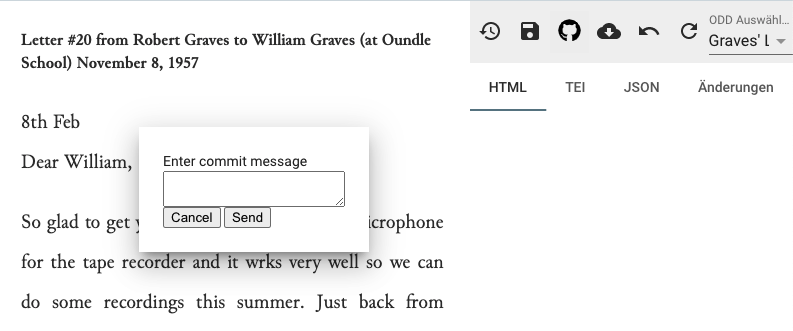 Letter #20 from Robert Graves to William Graves (at Oundle
School) November 8, 1957
8th Feb
Dear William,
So glad to get
for the tape recorder and it wrks very well so we can
do some recordings this summer. Just back from
Enter commit message
Cancel Send
ODD Auswähl...
Graves' L
HTML TEI JSON Änderungen